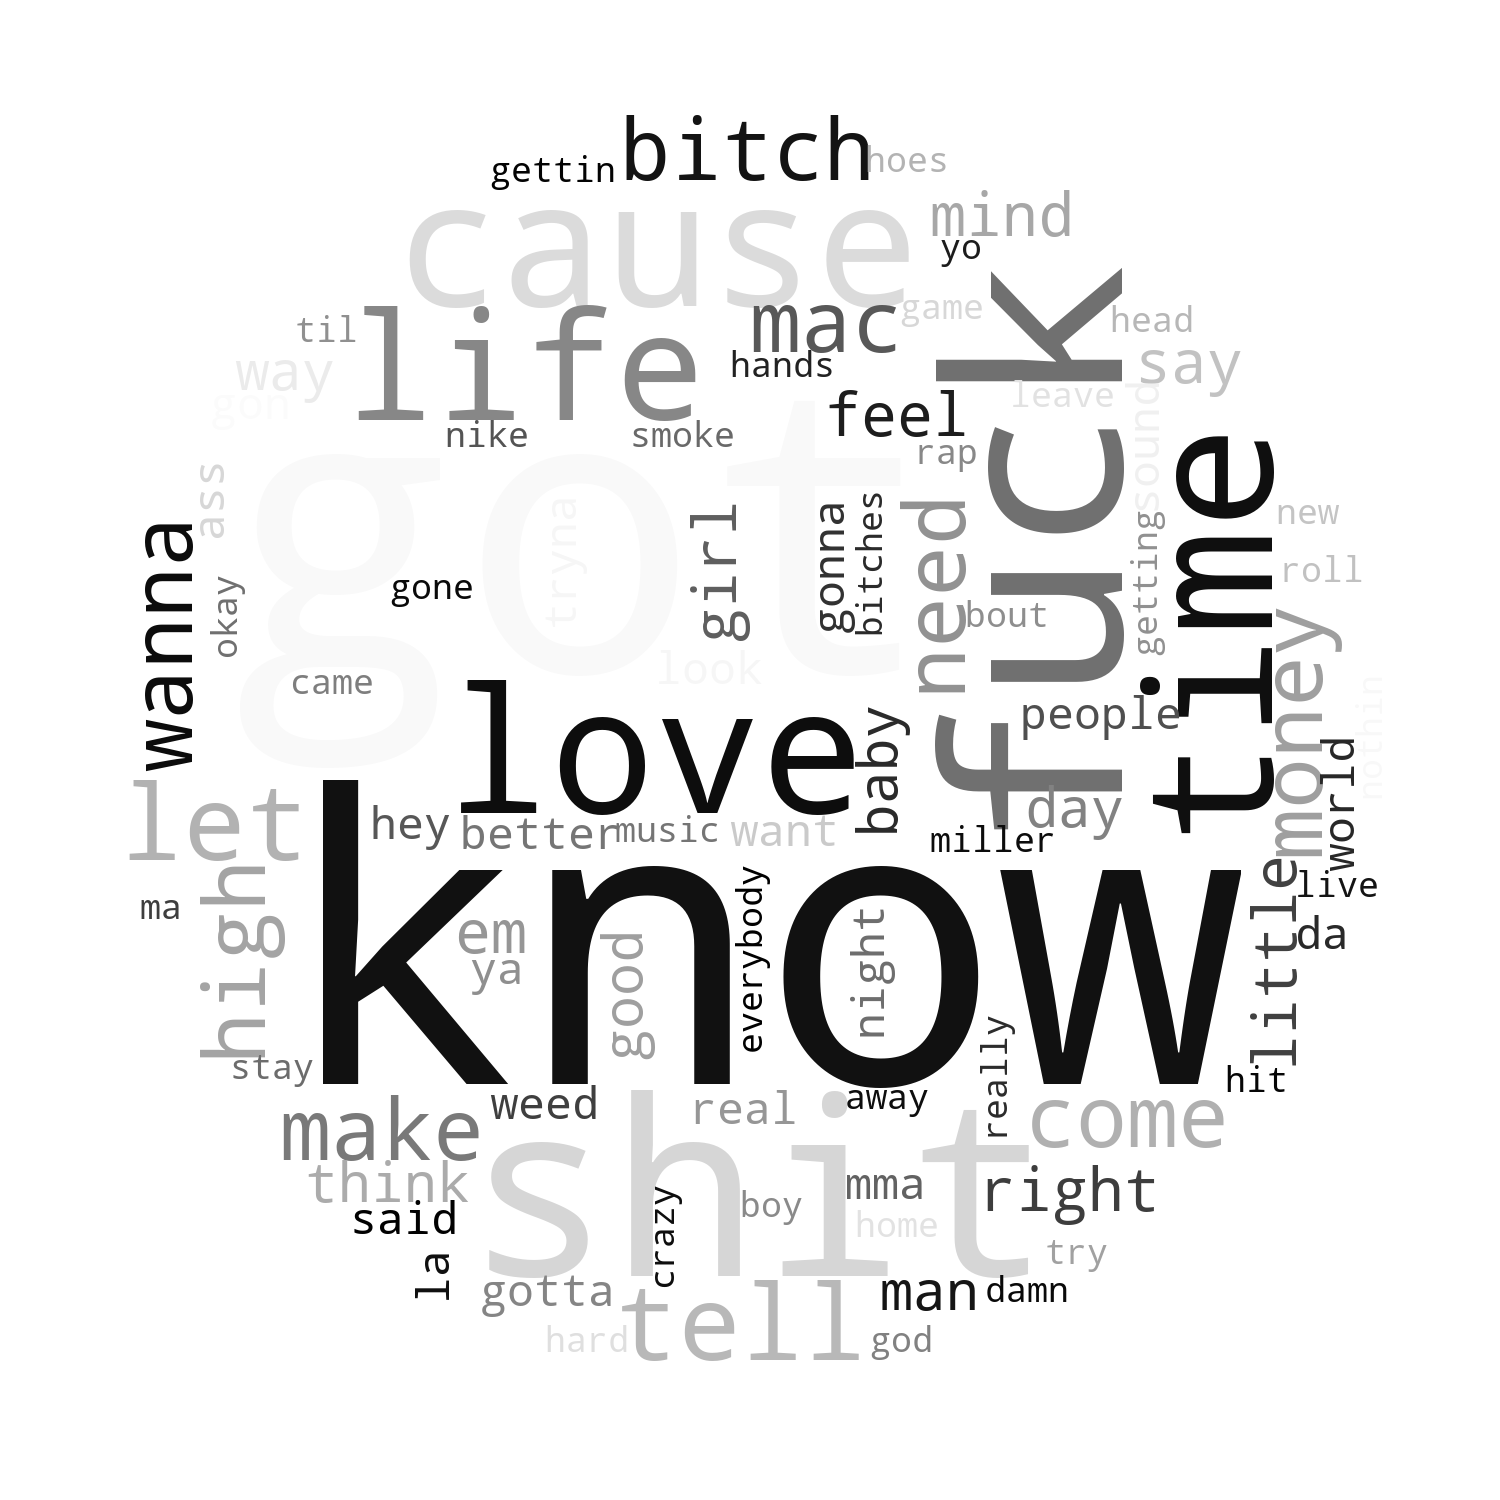 bitch
gettin
hoes
cause
mind
yo
life
mac
game
fuck
head
til
hands
say
way
gon
feel
leave
sound
nike
smoke
rap
got
time
wanna
ass
tryna
girl
gonna
bitches
need
getting
new
roll
okay
gone
bout
look
came
love
baby
people
money
nothin
world
let
hey
better
music
want
miller
day
know
high
ma
em
ya
good
everybody
night
little
live
da
stay
really
hit
make
weed
real
away
come
shit
think
mma
right
said
crazy
boy
home
try
la
gotta
tell
man
damn
hard
god